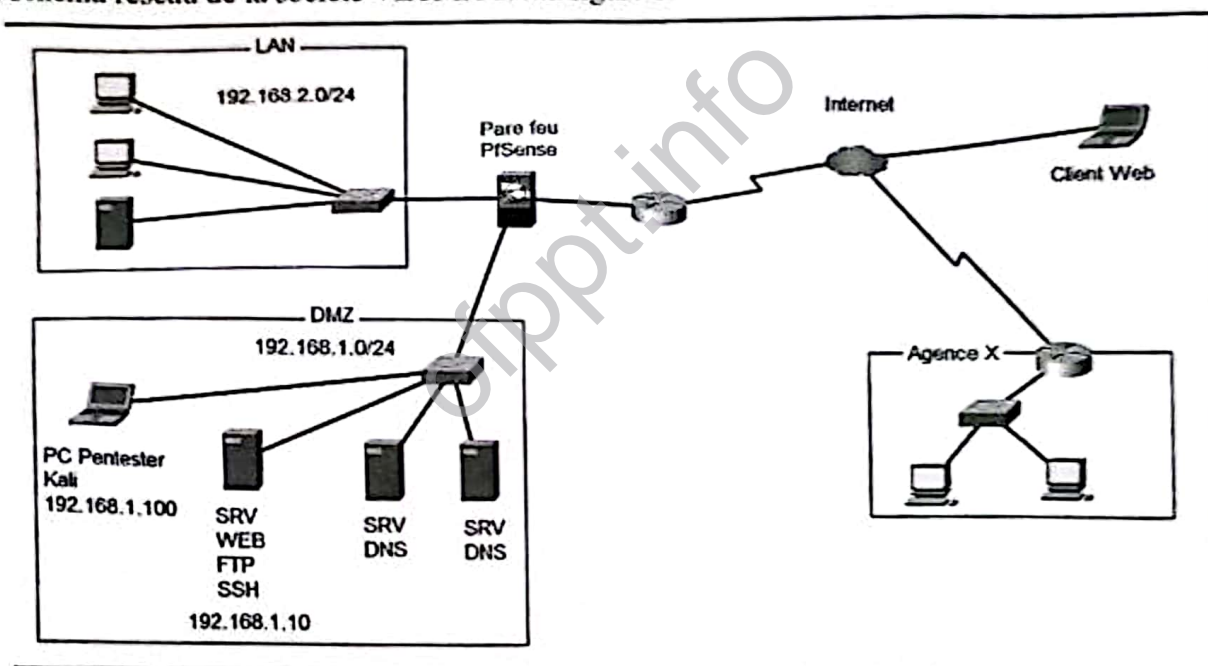 LAN
192.168.2.0/24
Pare feu
PfSense
Internet
Client Web
DMZ
192.168.1.0/24
PC Pentester
Kali
192.168.1.100
SRV
WEB
FTP
SSH
192.168.1.10
SRV
DNS
SRV
DNS
Agence X
ofppt.info